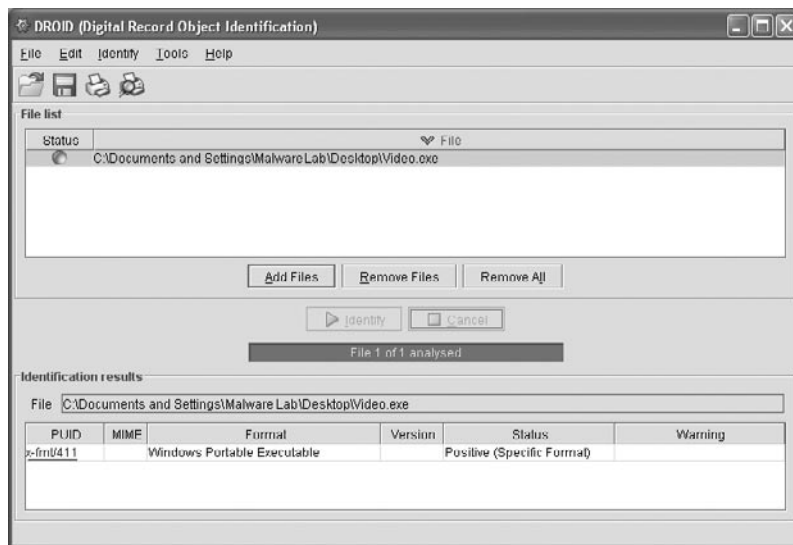 DROID (Digital Record Object Identification)
File Edit Identify Tools Help
File list
Status File
C:\Documents and Settings\Malware Lab\Desktop\Video.exe
Add Files Remove Files Remove All
Identify Cancel
File 1 of 1 analysed
Identification results
File C:\Documents and Settings\Malware Lab\Desktop\Video.exe
PUID MIME Format Version Status Warning
x-fmt/411 Windows Portable Executable Positive (Specific Format)